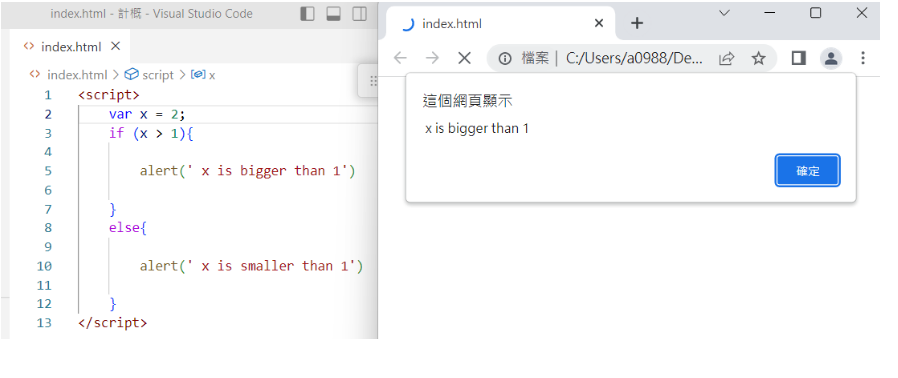 index.html - 計概 - Visual Studio Code
index.html
index.html > script > x
1 <script>
2 var x = 2;
3 if (x > 1){
4
5 alert(' x is bigger than 1')
6
7 }
8 else{
9
10 alert(' x is smaller than 1')
11
12 }
13 </script>
index.html
檔案 | C:/Users/a0988/De...
這個網頁顯示
x is bigger than 1
確定